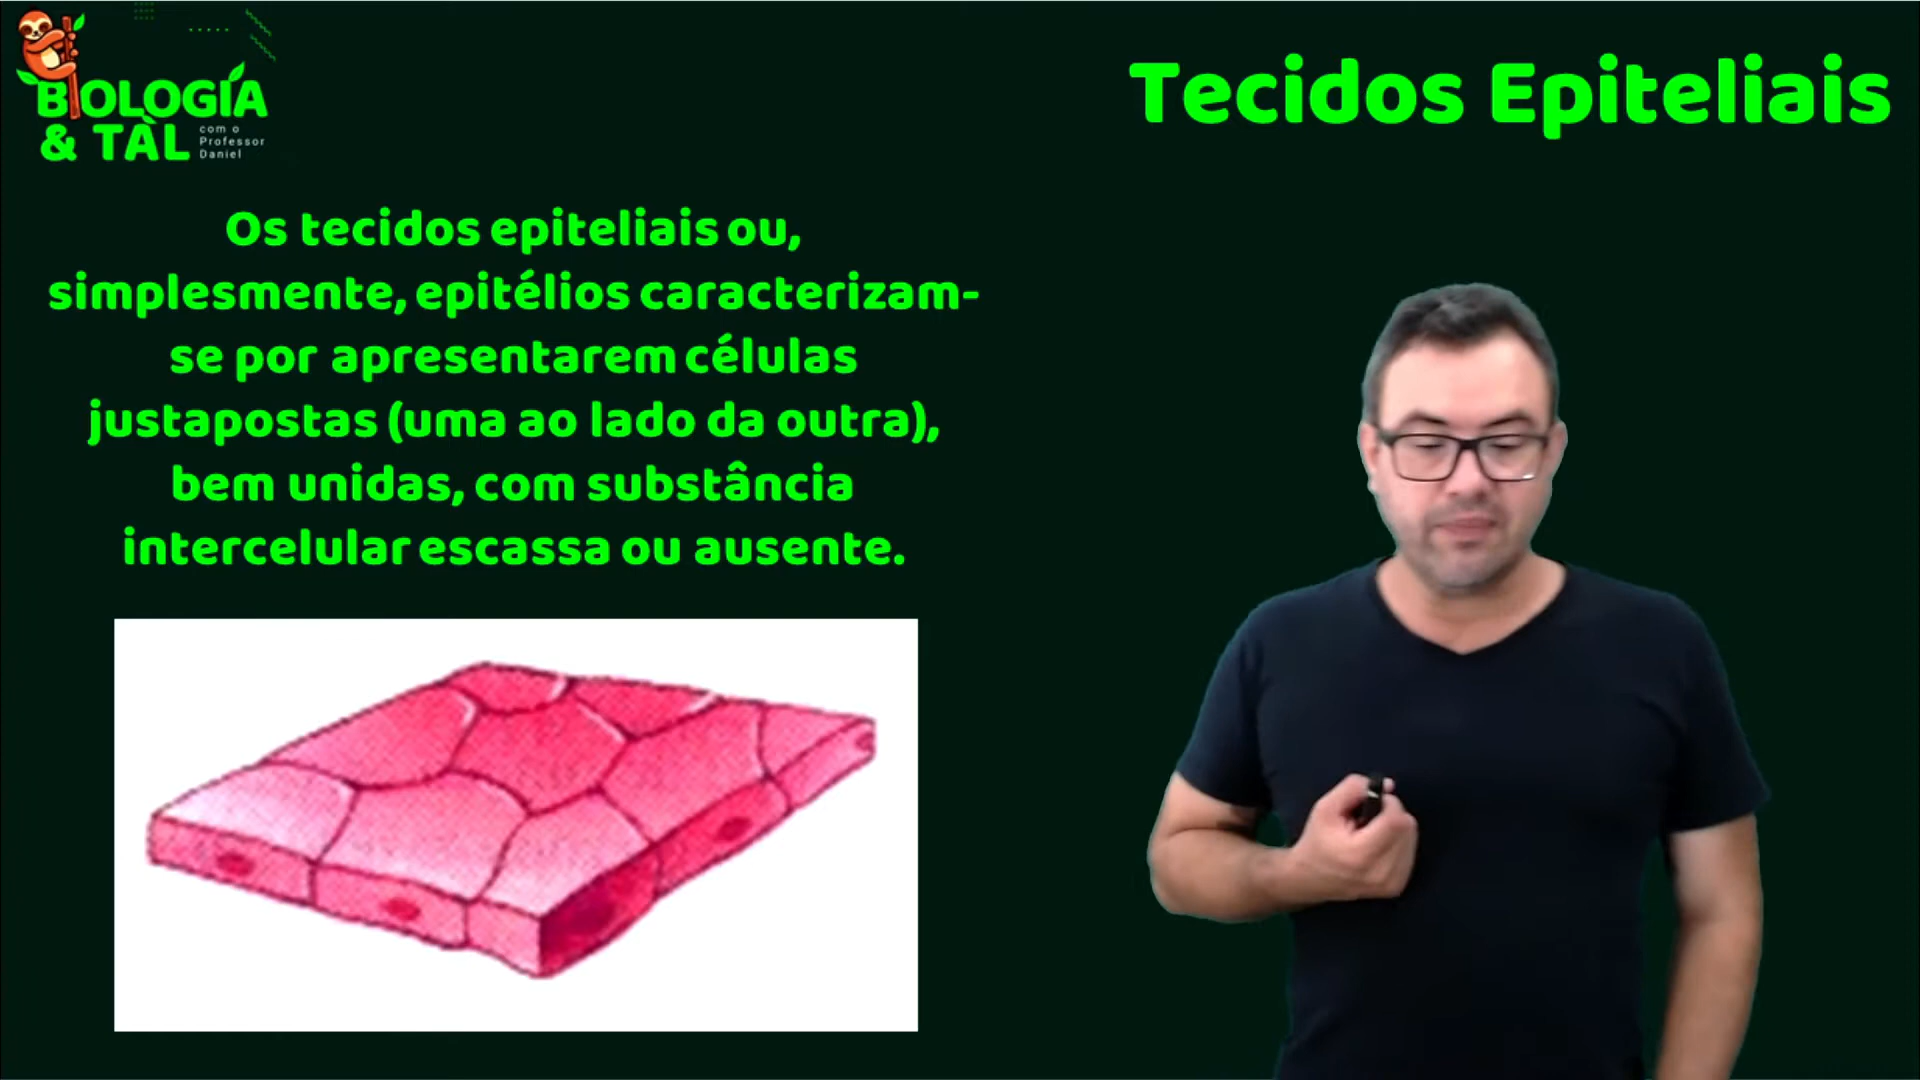 BIOLOGIA
& TAL
com o
Professor
Daniel
Tecidos Epiteliais
Os tecidos epiteliais ou,
simplesmente, epitélios caracterizam-
se por apresentarem células
justapostas (uma ao lado da outra),
bem unidas, com substância
intercelular escassa ou ausente.